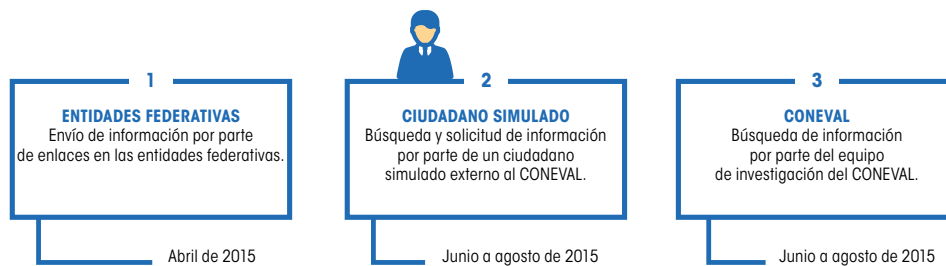 1
ENTIDADES FEDERATIVAS
Envío de información por parte
de enlaces en las entidades federativas.
Abril de 2015
2
CIUDADANO SIMULADO
Búsqueda y solicitud de información
por parte de un ciudadano
simulado externo al CONEVAL.
Junio a agosto de 2015
3
CONEVAL
Búsqueda de información
por parte del equipo
de investigación del CONEVAL.
Junio a agosto de 2015